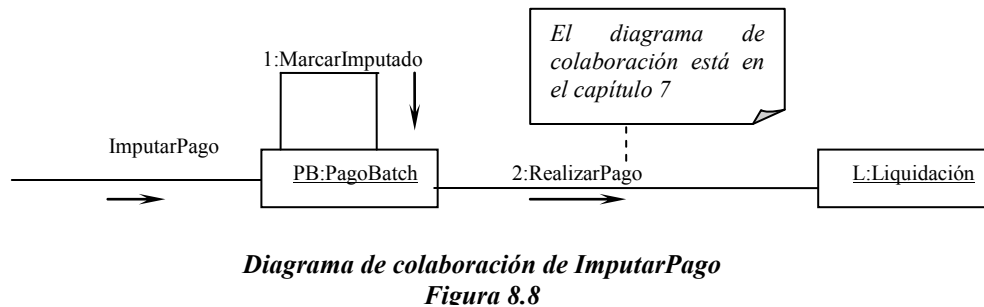 El diagrama de
colaboración está en
el capítulo 7
1:MarcarImputado
ImputarPago
PB:PagoBatch
2:RealizarPago
L:Liquidación
Diagrama de colaboración de ImputarPago
Figura 8.8